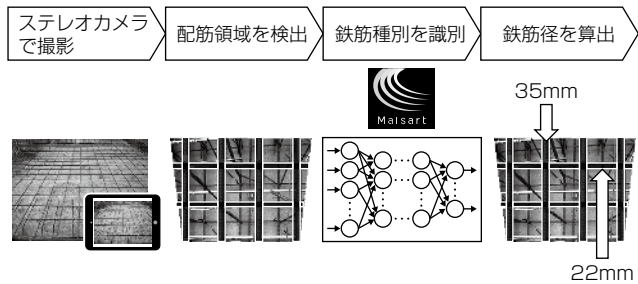 ステレオカメラ
で撮影
配筋領域を検出
鉄筋種別を識別
鉄筋径を算出
Maisart
35mm
22mm